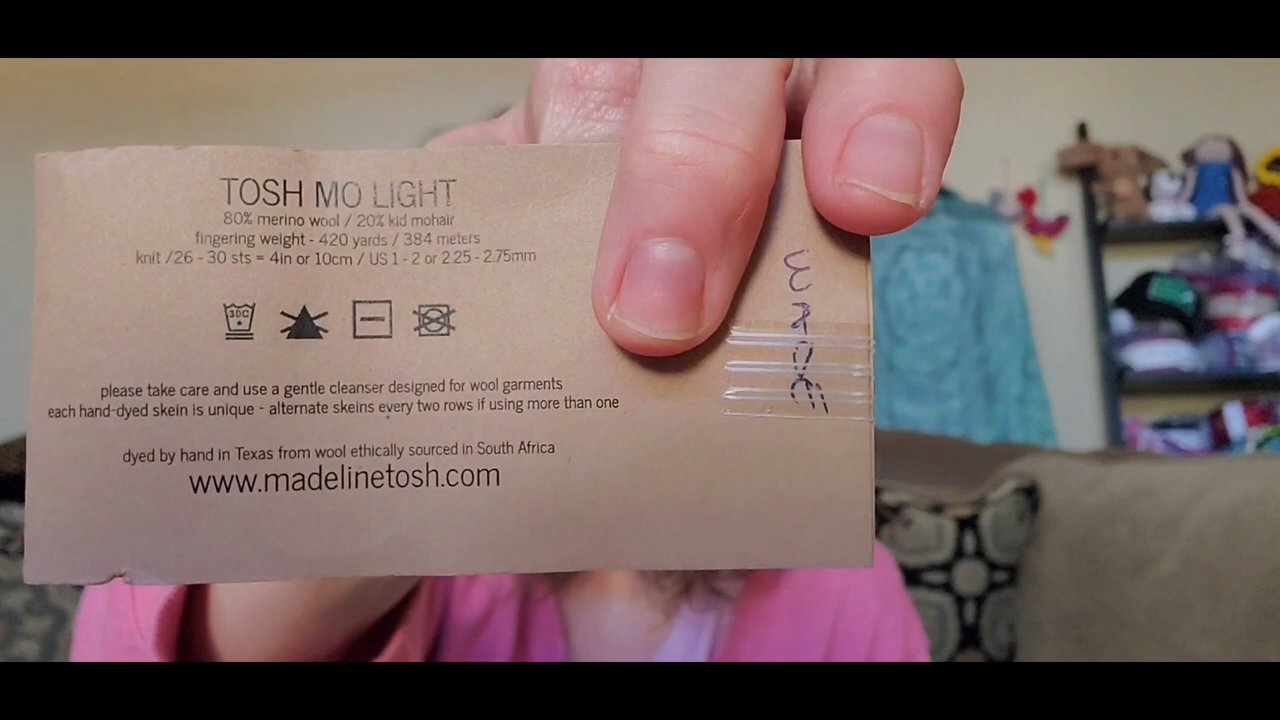 TOSH MO LIGHT
80% merino wool / 20% kid mohair
fingering weight - 420 yards / 384 meters
knit /26 - 30 sts = 4in or 10cm / US 1 - 2 or 2.25 - 2.75mm
30C
please take care and use a gentle cleanser designed for wool garments
each hand-dyed skein is unique - alternate skeins every two rows if using more than one
dyed by hand in Texas from wool ethically sourced in South Africa
www.madelinetosh.com